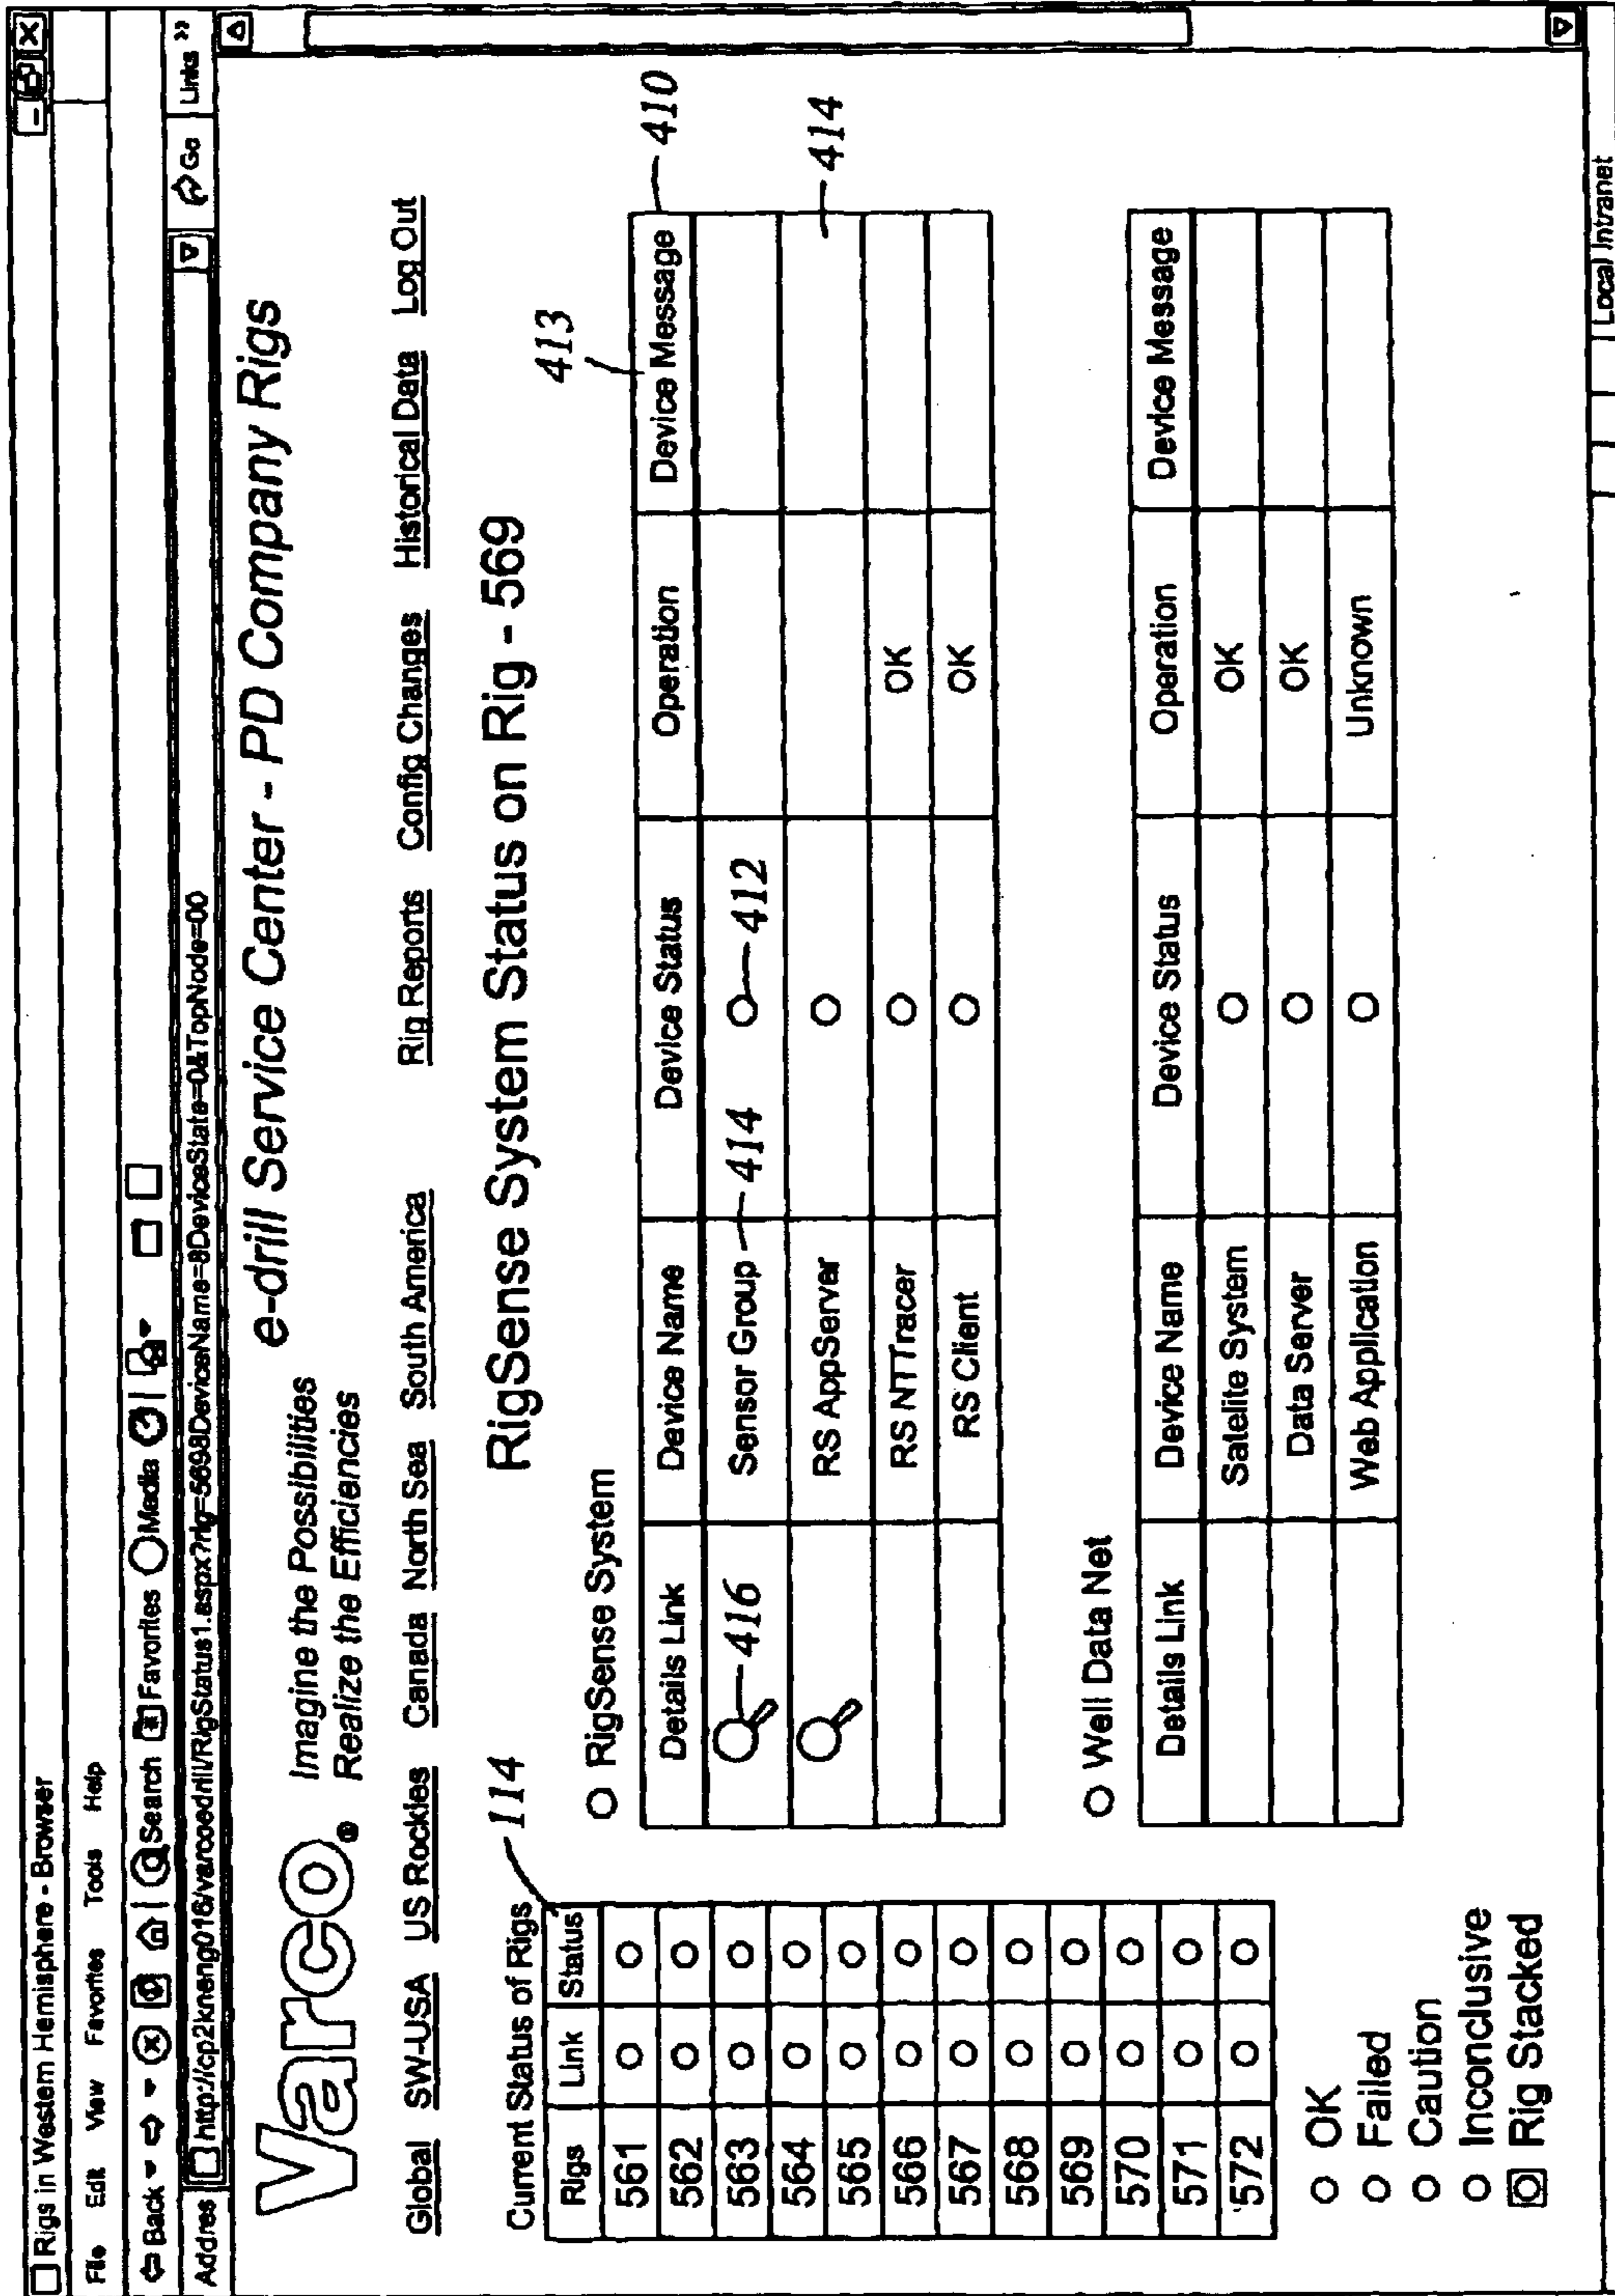 Rigs in Western Hemisphere - Browser
File Edit View Favorites Tools Help
Back Search Favorites Media
Addres http://cp2kneng016/varcoedrill/RigStatus1.aspx?rig=5698DeviceName=8DeviceState=0&TopNode=00 Go Links »
Varco® Imagine the Possibilities
Realize the Efficiencies
e-drill Service Center - PD Company Rigs
Global SW-USA US Rockies Canada North Sea South America Rig Reports Config Changes Historical Data Log Out
RigSense System Status on Rig - 569
Current Status of Rigs 114
Rigs Link Status
561
562
563
564
565
566
567
568
569
570
571
572
OK
Failed
Caution
Inconclusive
Rig Stacked
RigSense System 413
Details Link Device Name Device Status Operation Device Message 410
416 Sensor Group 414 412
RS AppServer 414
RS NTTracer OK
RS Client OK
Well Data Net
Details Link Device Name Device Status Operation Device Message
Satelite System OK
Data Server OK
Web Application Unknown
Local Intranet